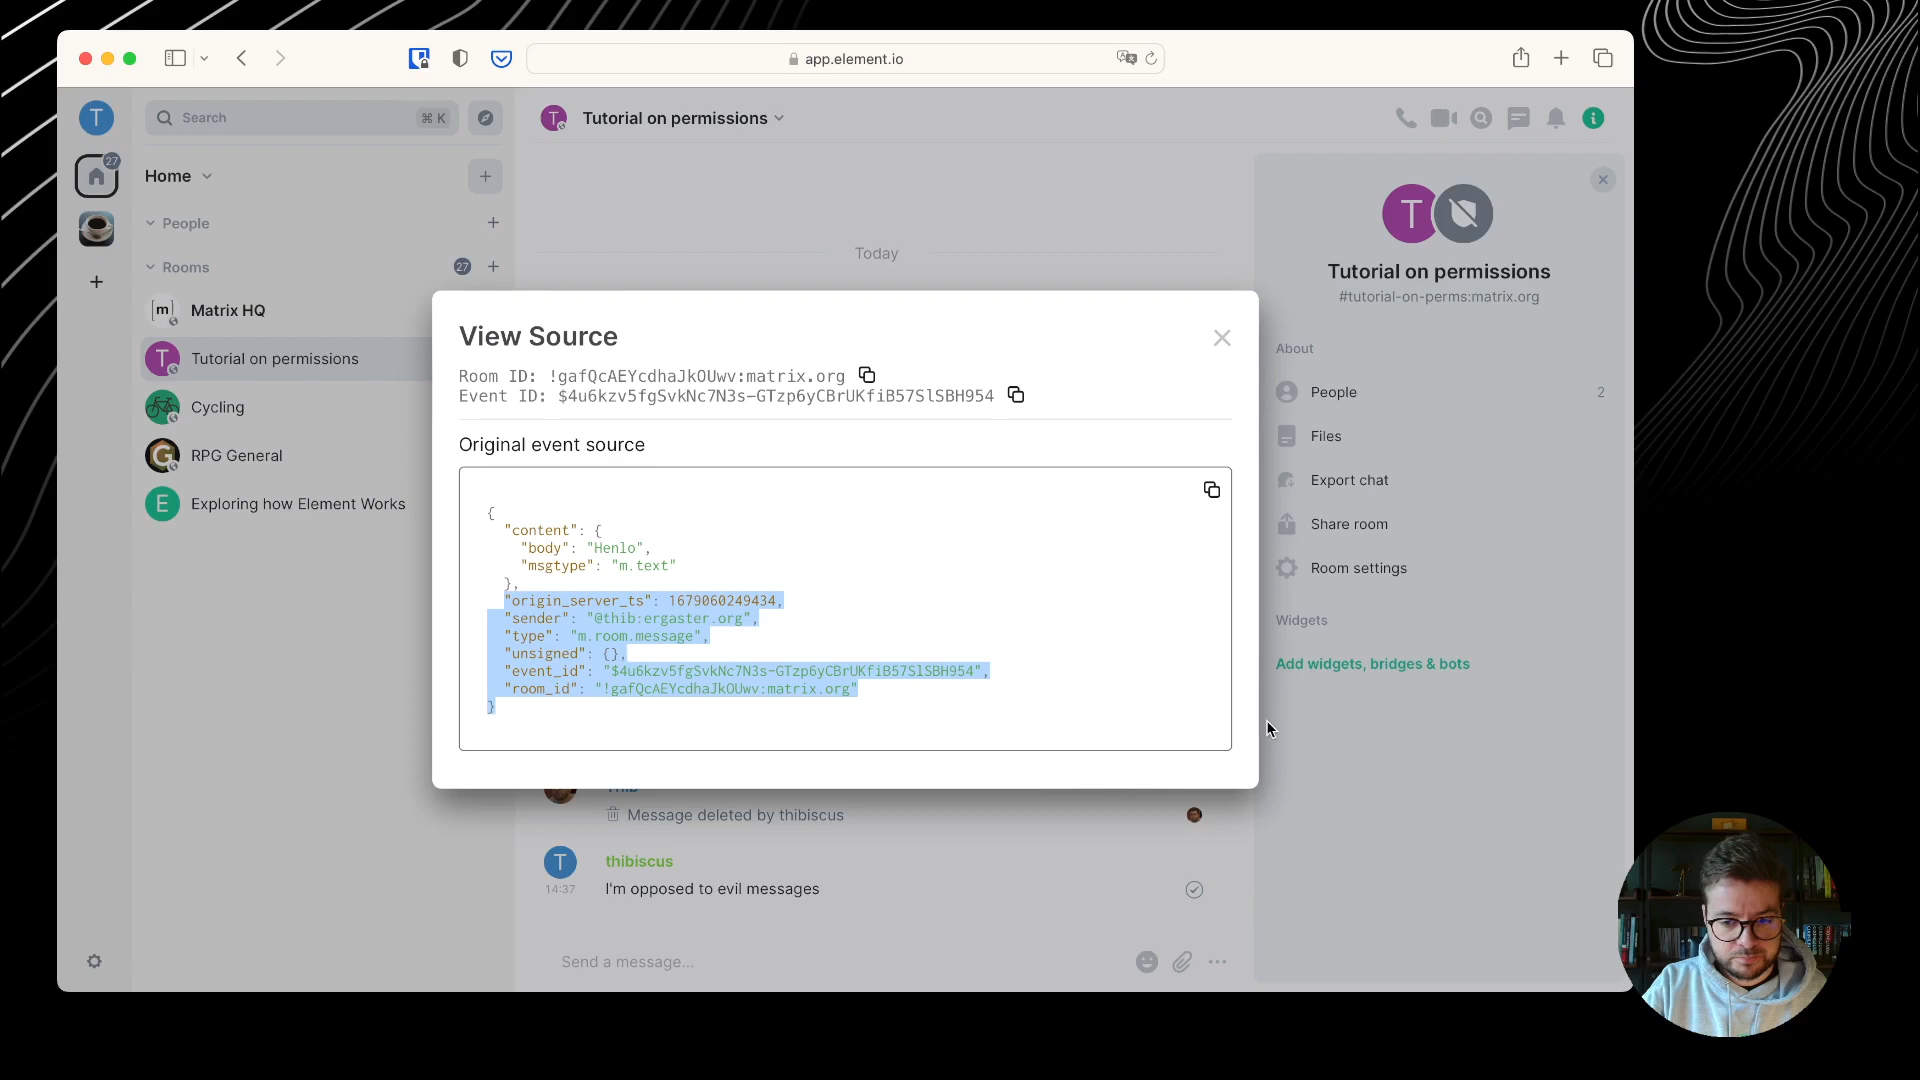 app.element.io
T
Search
⌘ K
T
Tutorial on permissions
27
Home
People
Rooms
27
[m]
Matrix HQ
T
Tutorial on permissions
Cycling
G
RPG General
E
Exploring how Element Works
Today
View Source
Room ID: !gafQcAEYcdhaJkOUwv:matrix.org
Event ID: $4u6kzv5fgSvkNc7N3s-GTzp6yCBrUKfiB57SlSBH954
Original event source
{
"content": {
"body": "Henlo",
"msgtype": "m.text"
},
"origin_server_ts": 1679060249434,
"sender": "@thib:ergaster.org",
"type": "m.room.message",
"unsigned": {},
"event_id": "$4u6kzv5fgSvkNc7N3s-GTzp6yCBrUKfiB57SlSBH954",
"room_id": "!gafQcAEYcdhaJkOUwv:matrix.org"
}
Message deleted by thibiscus
T
thibiscus
14:37
I'm opposed to evil messages
Send a message...
T
Tutorial on permissions
#tutorial-on-perms:matrix.org
About
People
2
Files
Export chat
Share room
Room settings
Widgets
Add widgets, bridges & bots